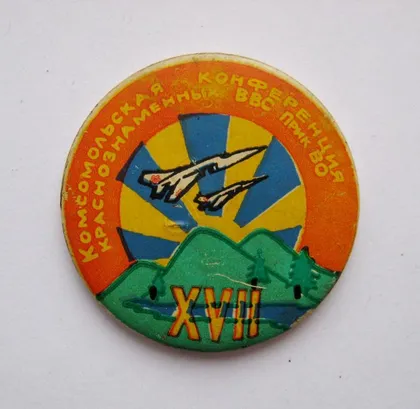 КОМСОМОЛЬСКАЯ КОНФЕРЕНЦИЯ
КРАСНОЗНАМЕННЫХ ВВС ПРИКВО
XVII